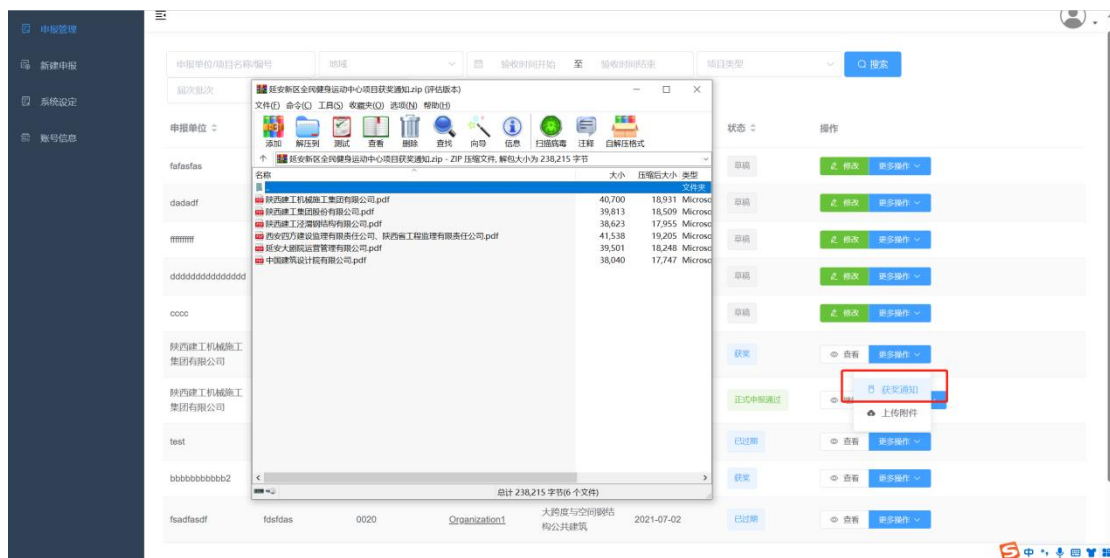 申报管理
新建申报
系统设定
账号信息
申报单位/项目名称/编号
地域
验收时间开始 至 验收时间结束
项目类型
搜索
届次批次
申报单位
状态
操作
延安新区全民健身运动中心项目获奖通知.zip (评估版本)
文件(F) 命令(C) 工具(S) 收藏夹(O) 选项(N) 帮助(H)
添加 解压到 测试 查看 删除 查找 向导 信息 扫描病毒 注释 自解压格式
延安新区全民健身运动中心项目获奖通知.zip - ZIP 压缩文件, 解包大小为 238,215 字节
名称 大小 压缩后大小 类型
.. 文件夹
陕西建工机械施工集团有限公司.pdf 40,700 18,931 Microsc
陕西建工集团股份有限公司.pdf 39,813 18,509 Microsc
陕西建工泾渭钢结构有限公司.pdf 38,623 17,955 Microsc
西安四方建设监理有限责任公司、陕西省工程监理有限责任公司.pdf 41,538 19,205 Microsc
延安大剧院运营管理有限公司.pdf 39,501 18,248 Microsc
中国建筑设计院有限公司.pdf 38,040 17,747 Microsc
总计 238,215 字节(6 个文件)
fafasfas 草稿 修改 更多操作
dadadf 草稿 修改 更多操作
ffffffffff 草稿 修改 更多操作
ddddddddddddddd 草稿 修改 更多操作
cccc 草稿 修改 更多操作
陕西建工机械施工
集团有限公司
获奖 查看 更多操作
陕西建工机械施工
集团有限公司
正式申报通过
获奖通知
上传附件
test 已过期 查看 更多操作
bbbbbbbbbbb2 获奖 查看 更多操作
fsadfasdf fdsfdas 0020 Organization1
大跨度与空间钢结
构公共建筑
2021-07-02 已过期 查看 更多操作
中